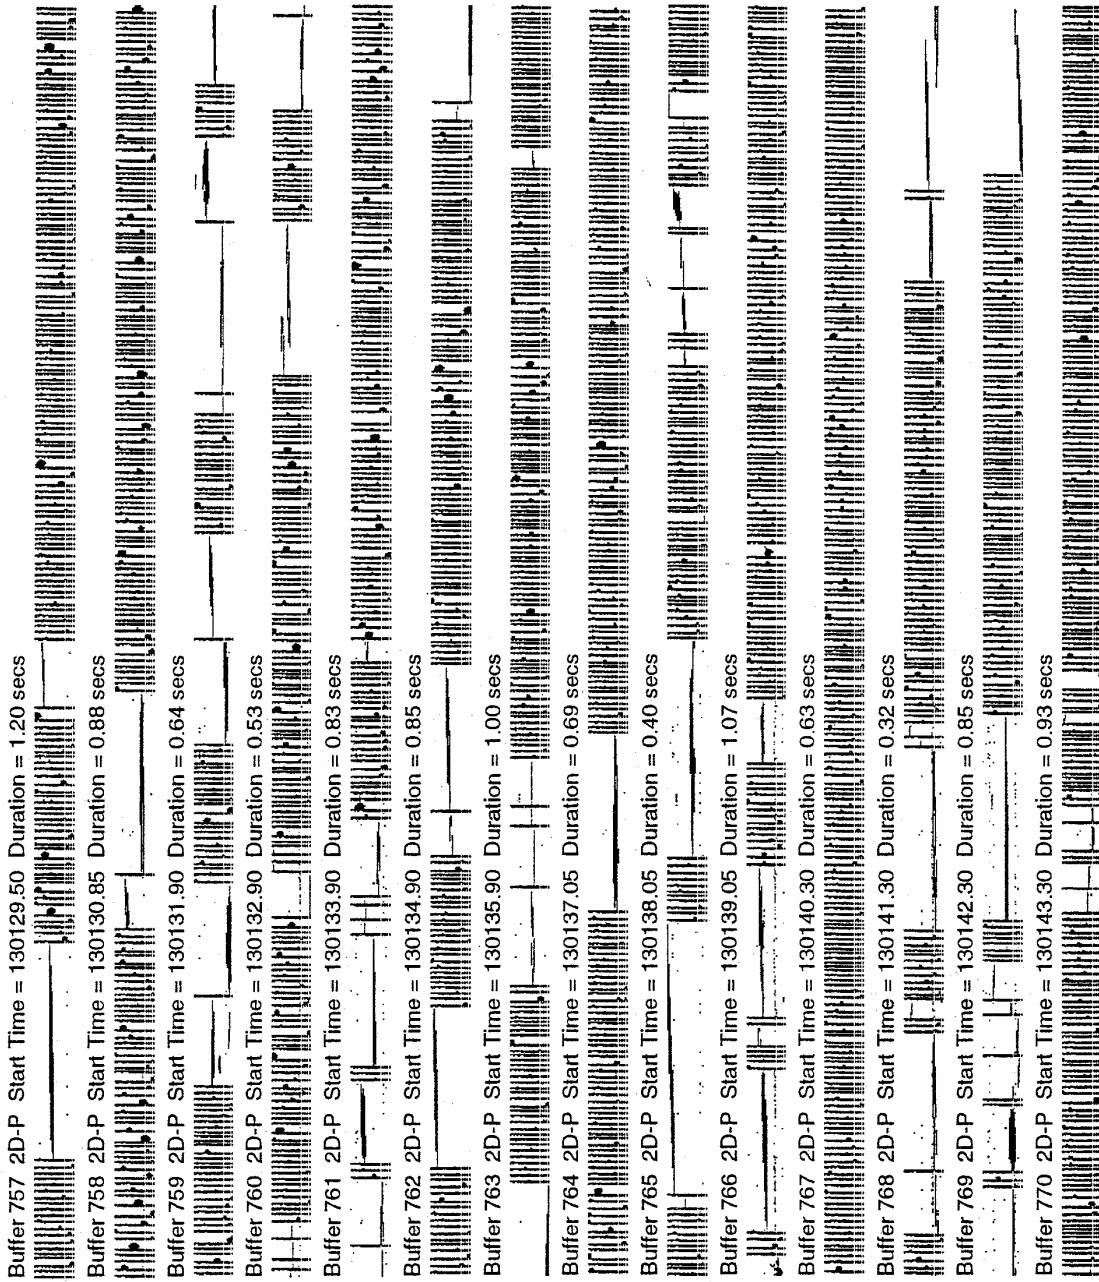 Buffer 757 2D-P Start Time = 130129.50 Duration = 1.20 secs
Buffer 758 2D-P Start Time = 130130.85 Duration = 0.88 secs
Buffer 759 2D-P Start Time = 130131.90 Duration = 0.64 secs
Buffer 760 2D-P Start Time = 130132.90 Duration = 0.53 secs
Buffer 761 2D-P Start Time = 130133.90 Duration = 0.83 secs
Buffer 762 2D-P Start Time = 130134.90 Duration = 0.85 secs
Buffer 763 2D-P Start Time = 130135.90 Duration = 1.00 secs
Buffer 764 2D-P Start Time = 130137.05 Duration = 0.69 secs
Buffer 765 2D-P Start Time = 130138.05 Duration = 0.40 secs
Buffer 766 2D-P Start Time = 130139.05 Duration = 1.07 secs
Buffer 767 2D-P Start Time = 130140.30 Duration = 0.63 secs
Buffer 768 2D-P Start Time = 130141.30 Duration = 0.32 secs
Buffer 769 2D-P Start Time = 130142.30 Duration = 0.85 secs
Buffer 770 2D-P Start Time = 130143.30 Duration = 0.93 secs